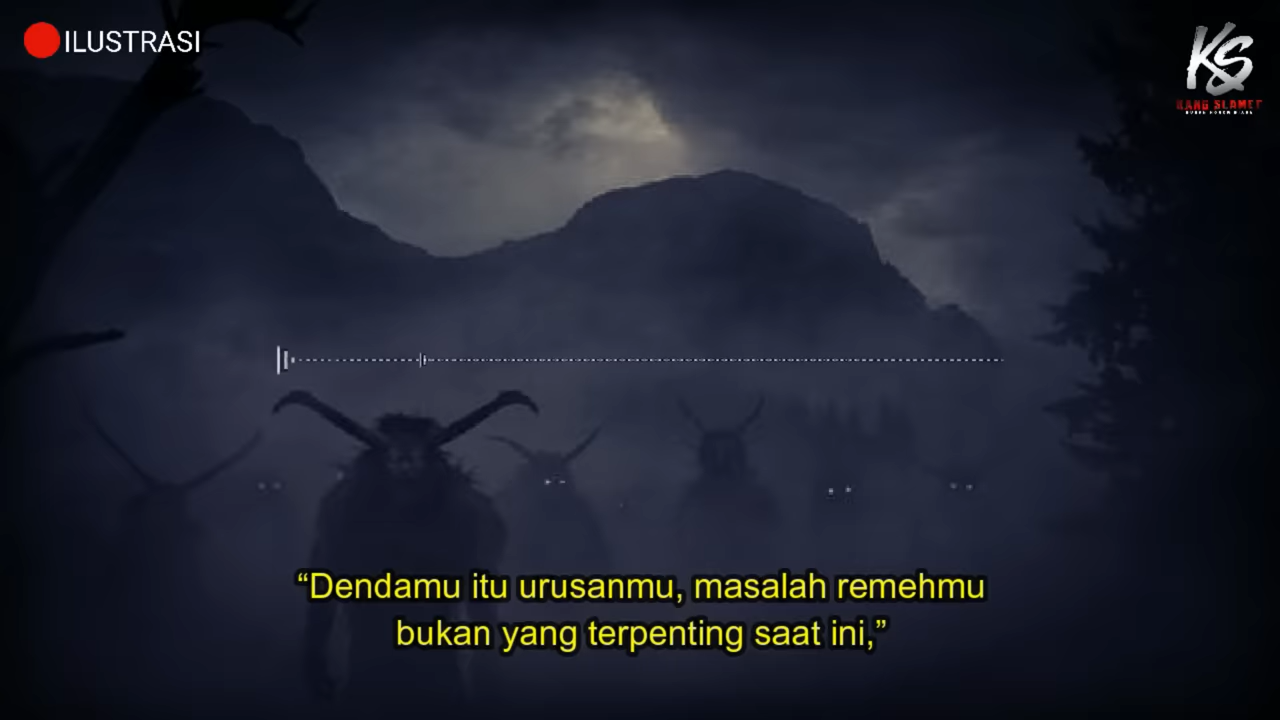 ILUSTRASI
KS
KANG SLAMET
“Dendamu itu urusanmu, masalah remehmu
bukan yang terpenting saat ini,”